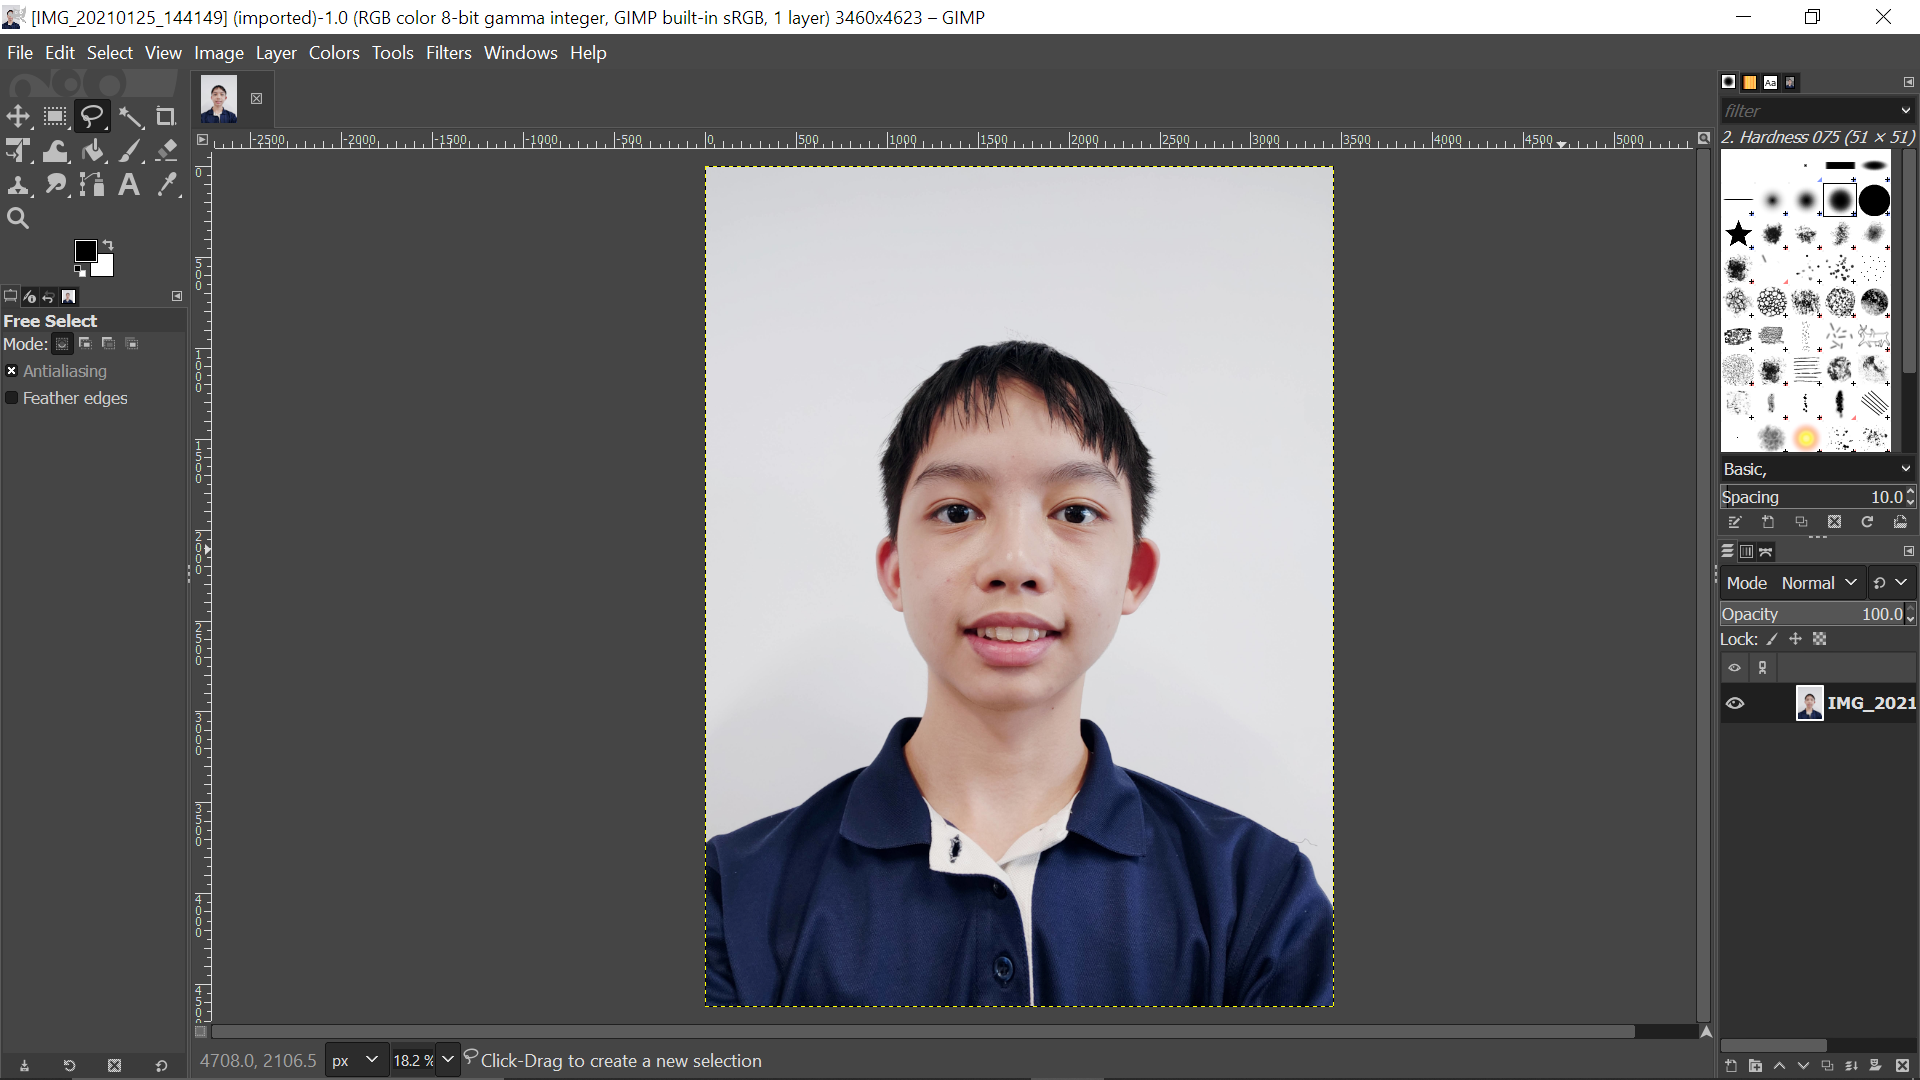 [IMG_20210125_144149] (imported)-1.0 (RGB color 8-bit gamma integer, GIMP built-in sRGB, 1 layer) 3460x4623 – GIMP
File Edit Select View Image Layer Colors Tools Filters Windows Help
filter
2. Hardness 075 (51 × 51)
-2500 -2000 -1500 -1000 -500 0 500 1000 1500 2000 2500 3000 3500 4000 4500 5000
0
500
1000
1500
2000
2500
3000
3500
4000
4500
Free Select
Mode:
Antialiasing
Feather edges
Aa
Basic,
Spacing 10.0
Mode Normal
Opacity 100.0
Lock:
IMG_2021
4708.0, 2106.5 px 18.2 % Click-Drag to create a new selection